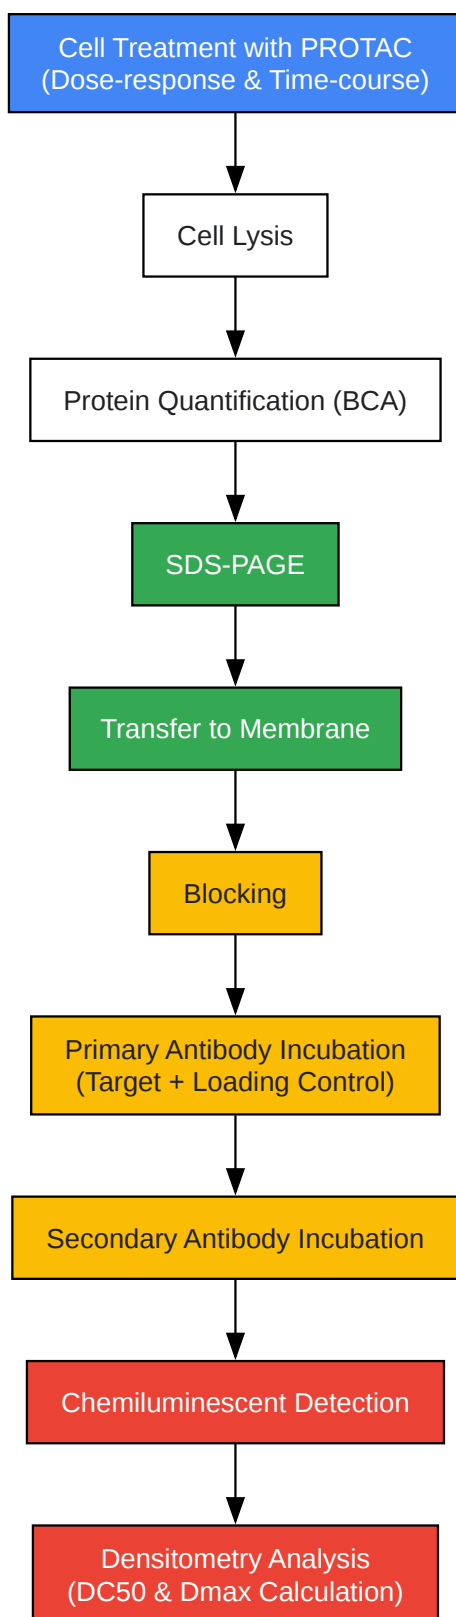 Cell Treatment with PROTAC
(Dose-response & Time-course)
Cell Lysis
Protein Quantification (BCA)
SDS-PAGE
Transfer to Membrane
Blocking
Primary Antibody Incubation
(Target + Loading Control)
Secondary Antibody Incubation
Chemiluminescent Detection
Densitometry Analysis
(DC50 & Dmax Calculation)